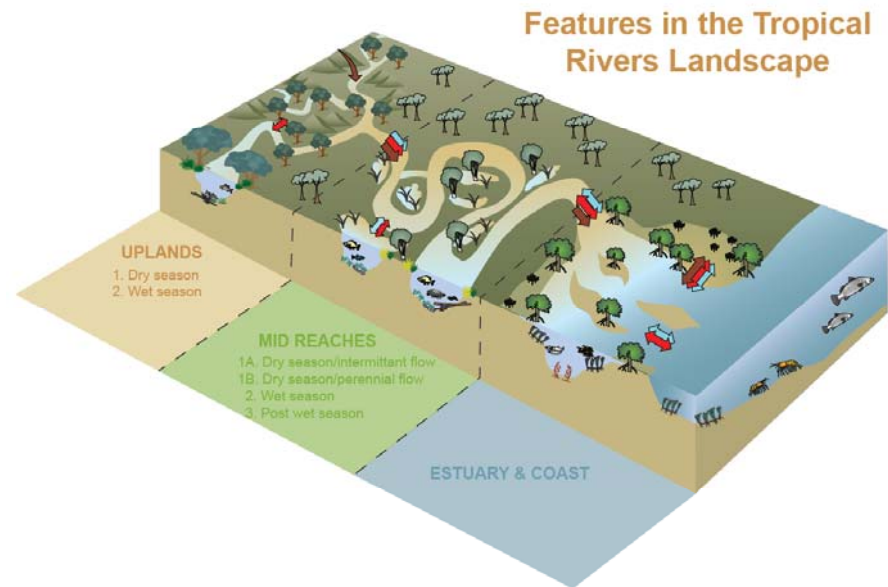 Features in the Tropical
Rivers Landscape
UPLANDS
1. Dry season
2. Wet season
MID REACHES
1A. Dry season/intermittant flow
1B. Dry season/perennial flow
2. Wet season
3. Post wet season
ESTUARY & COAST